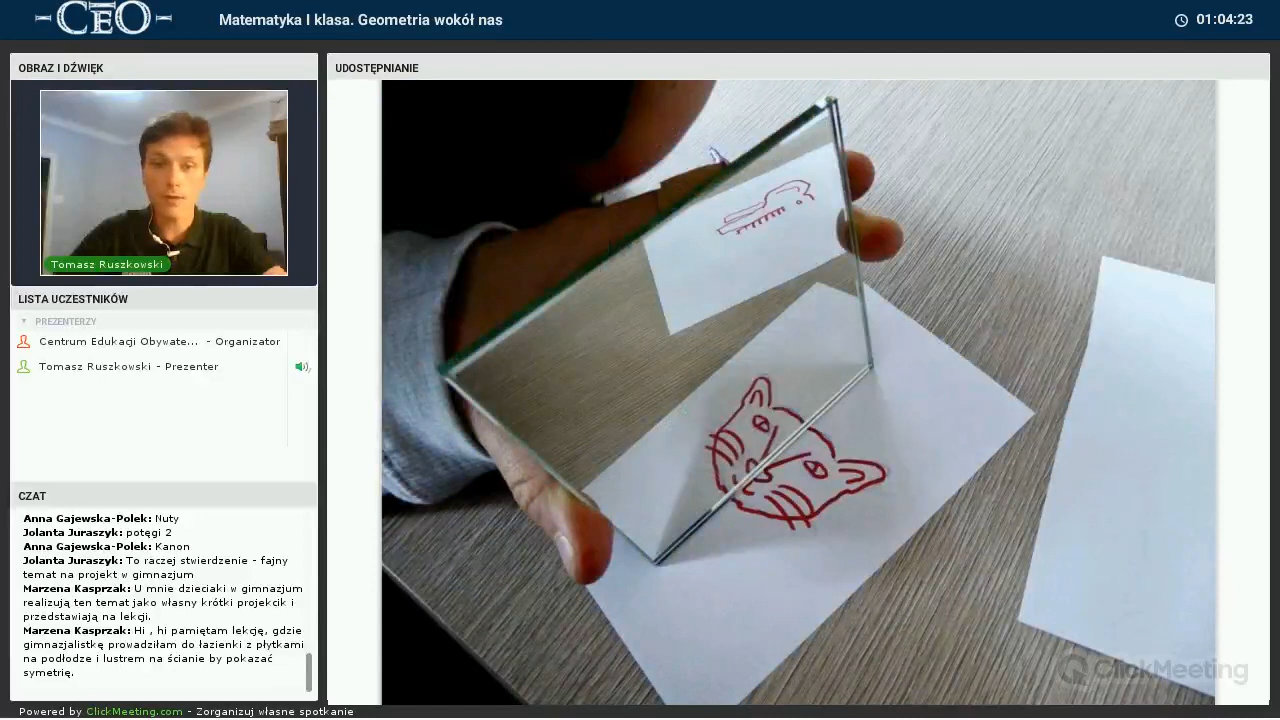 CEO
Matematyka I klasa. Geometria wokół nas
01:04:23
OBRAZ I DŹWIĘK
UDOSTĘPNIANIE
Tomasz Ruszkowski
LISTA UCZESTNIKÓW
PREZENTERZY
Centrum Edukacji Obywate... - Organizator
Tomasz Ruszkowski - Prezenter
CZAT
Anna Gajewska-Polek: Nuty
Jolanta Juraszyk: potęgi 2
Anna Gajewska-Polek: Kanon
Jolanta Juraszyk: To raczej stwierdzenie - fajny
temat na projekt w gimnazjum
Marzena Kasprzak: U mnie dzieciaki w gimnazjum
realizują ten temat jako własny krótki projekcik i
przedstawiają na lekcji.
Marzena Kasprzak: Hi , hi pamiętam lekcję, gdzie
gimnazjalistkę prowadziłam do łazienki z płytkami
na podłodze i lustrem na ścianie by pokazać
symetrię.
ClickMeeting
Powered by ClickMeeting.com - Zorganizuj własne spotkanie